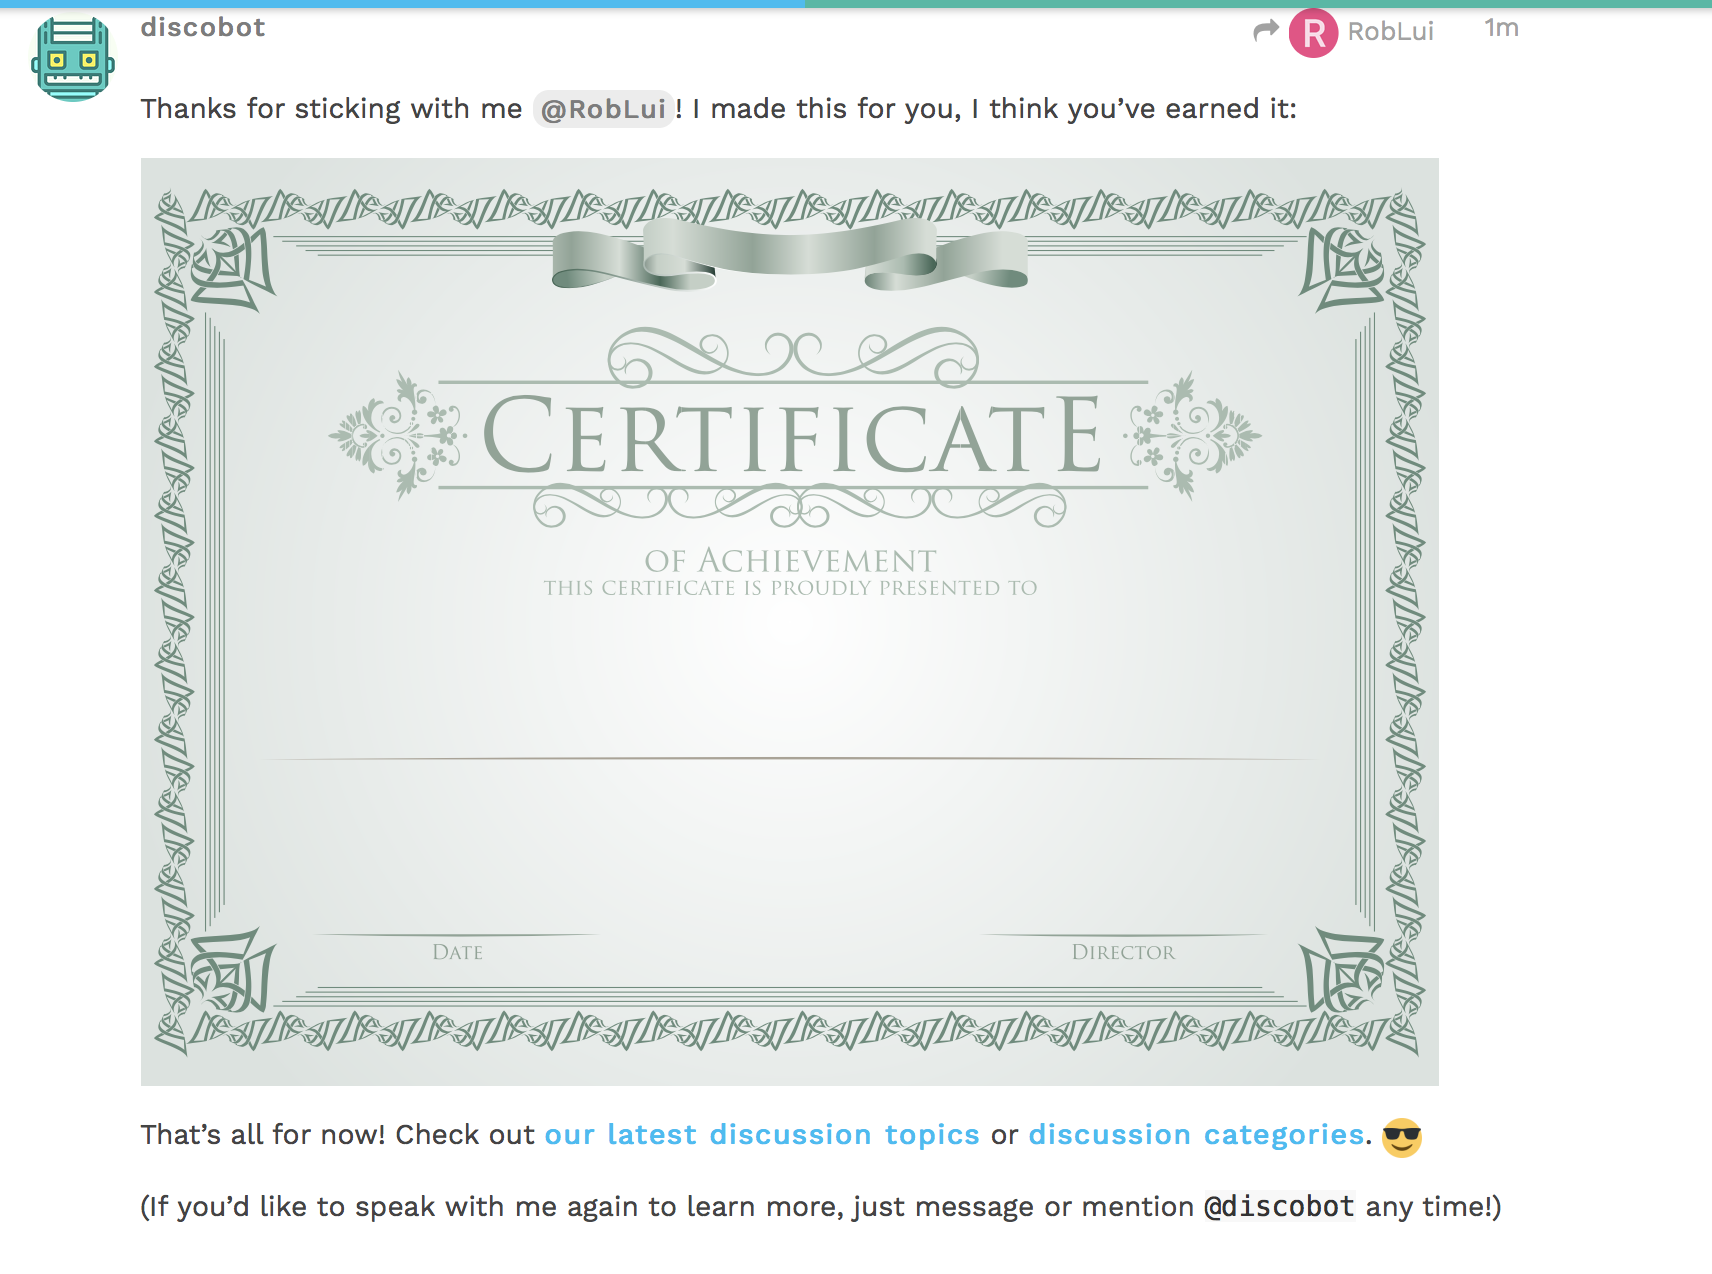 discobot
R RobLui 1m
Thanks for sticking with me @RobLui! I made this for you, I think you’ve earned it:
CERTIFICATE
OF ACHIEVEMENT
THIS CERTIFICATE IS PROUDLY PRESENTED TO
DATE
DIRECTOR
That’s all for now! Check out our latest discussion topics or discussion categories.
(If you’d like to speak with me again to learn more, just message or mention @discobot any time!)